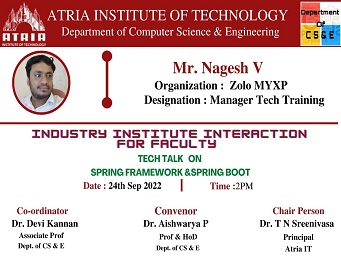 ATRIA
ATRIA INSTITUTE OF TECHNOLOGY
Department of Computer Science & Engineering
Department
Of
CS&E
Mr. Nagesh V
Organization : Zolo MYXP
Designation : Manager Tech Training
INDUSTRY INSTITUTE INTERACTION
FOR FACULTY
TECH TALK ON
SPRING FRAMEWORK &SPRING BOOT
Date : 24th Sep 2022
Time :2PM
Co-ordinator
Dr. Devi Kannan
Associate Prof
Dept. of CS & E
Convenor
Dr. Aishwarya P
Prof & HoD
Dept. of CS & E
Chair Person
Dr. T N Sreenivasa
Principal
Atria IT